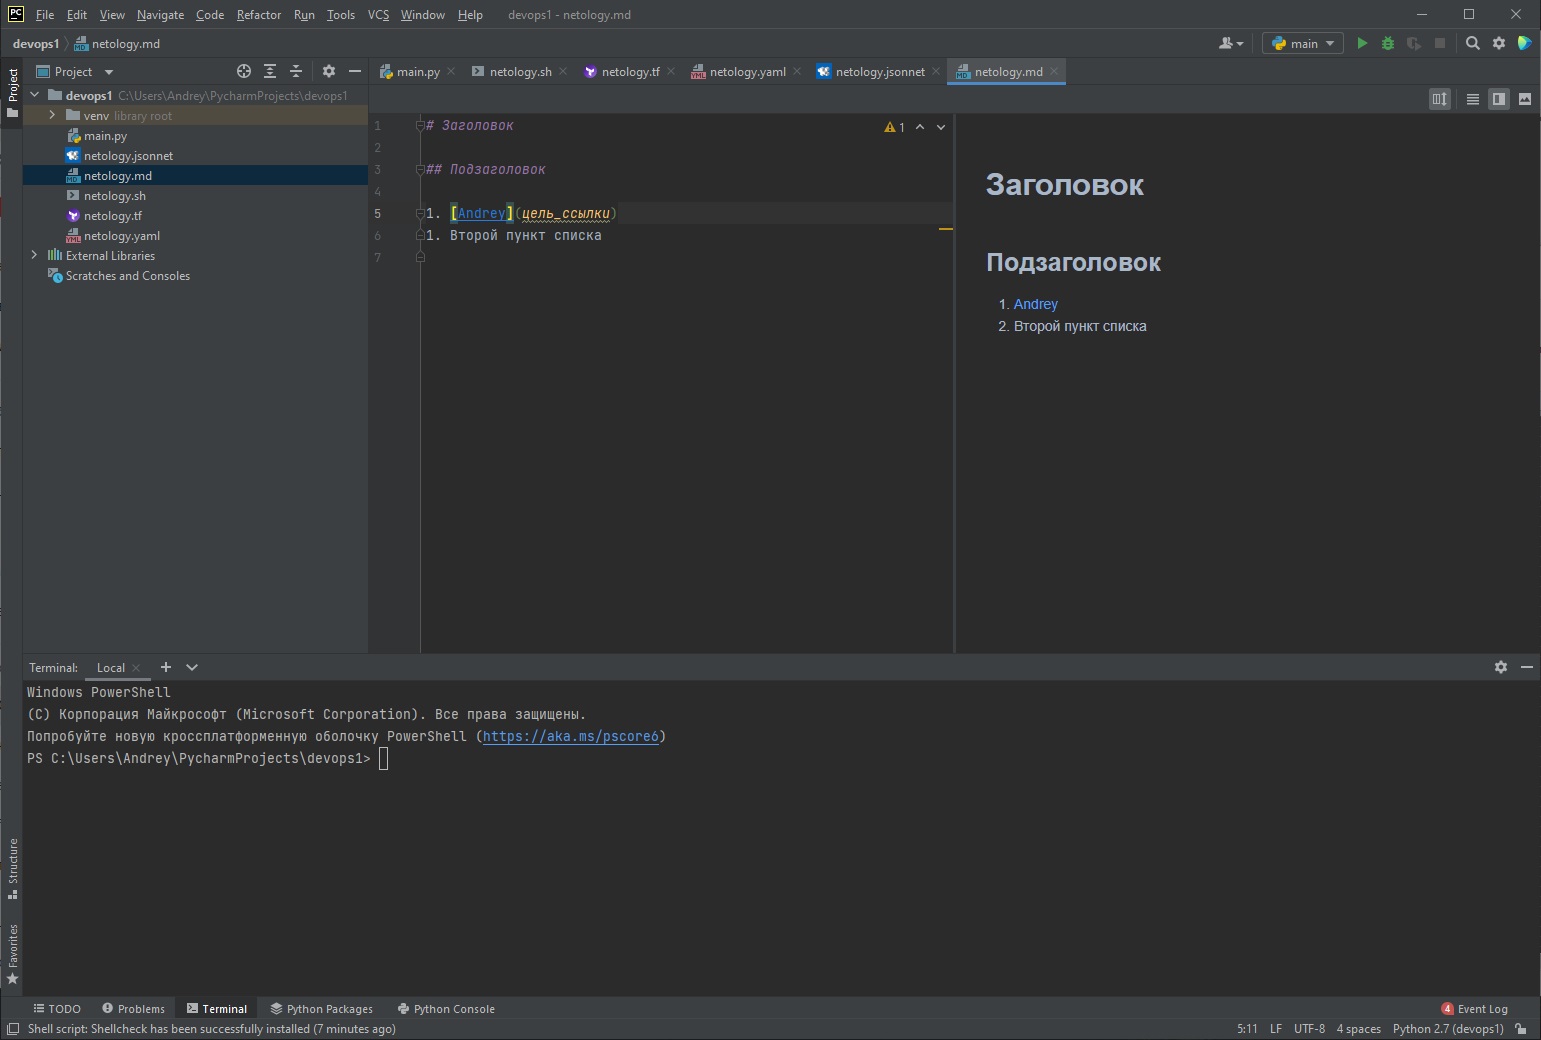 PC File Edit View Navigate Code Refactor Run Tools VCS Window Help devops1 - netology.md
devops1 netology.md main
Project
Project main.py netology.sh netology.tf netology.yaml netology.jsonnet netology.md
devops1 C:\Users\Andrey\PycharmProjects\devops1
venv library root
main.py
netology.jsonnet
netology.md
netology.sh
netology.tf
netology.yaml
External Libraries
Scratches and Consoles
1 # Заголовок 1
2
3 ## Подзаголовок
4
5 1. [Andrey](цель_ссылки)
6 1. Второй пункт списка
7
Заголовок
Подзаголовок
1. Andrey
2. Второй пункт списка
Terminal: Local
Windows PowerShell
(C) Корпорация Майкрософт (Microsoft Corporation). Все права защищены.
Попробуйте новую кроссплатформенную оболочку PowerShell (https://aka.ms/pscore6)
PS C:\Users\Andrey\PycharmProjects\devops1>
Structure
Favorites
TODO Problems Terminal Python Packages Python Console 4 Event Log
Shell script: Shellcheck has been successfully installed (7 minutes ago) 5:11 LF UTF-8 4 spaces Python 2.7 (devops1)